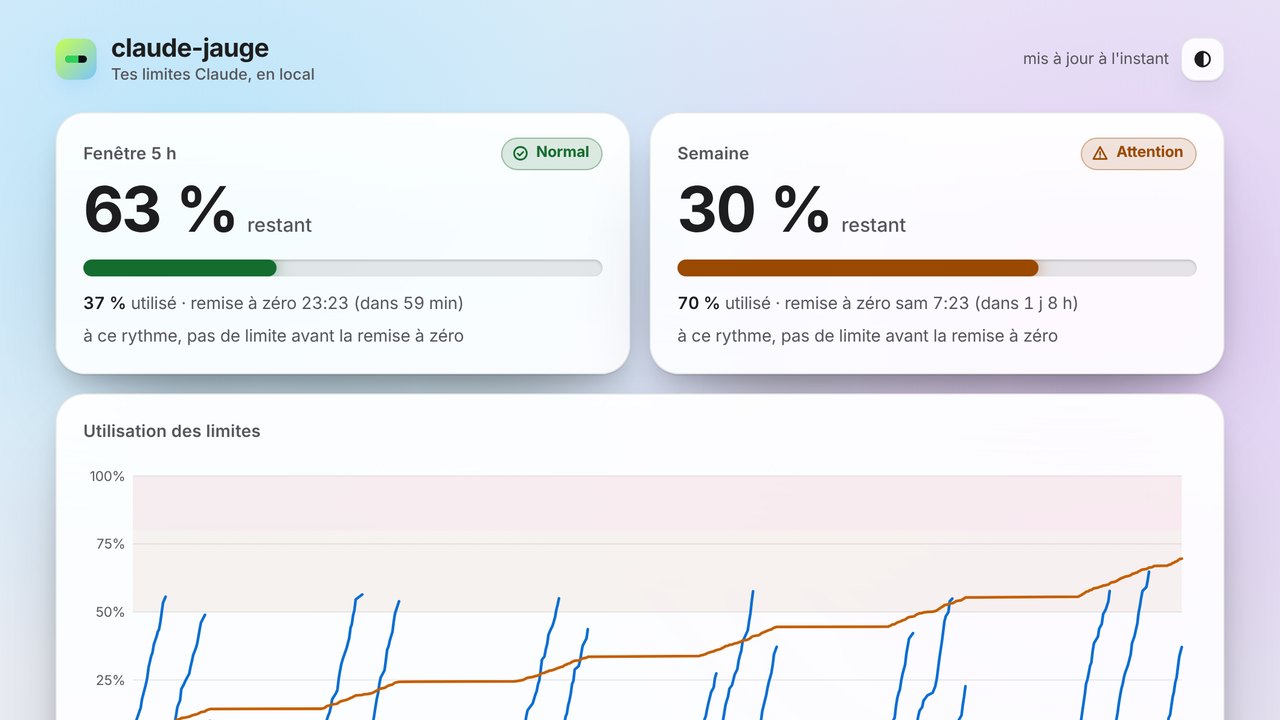 claude-jauge
Tes limites Claude, en local
mis à jour à l'instant
Fenêtre 5 h
Normal
63 % restant
37 % utilisé · remise à zéro 23:23 (dans 59 min)
à ce rythme, pas de limite avant la remise à zéro
Semaine
Attention
30 % restant
70 % utilisé · remise à zéro sam 7:23 (dans 1 j 8 h)
à ce rythme, pas de limite avant la remise à zéro
Utilisation des limites
100%
75%
50%
25%